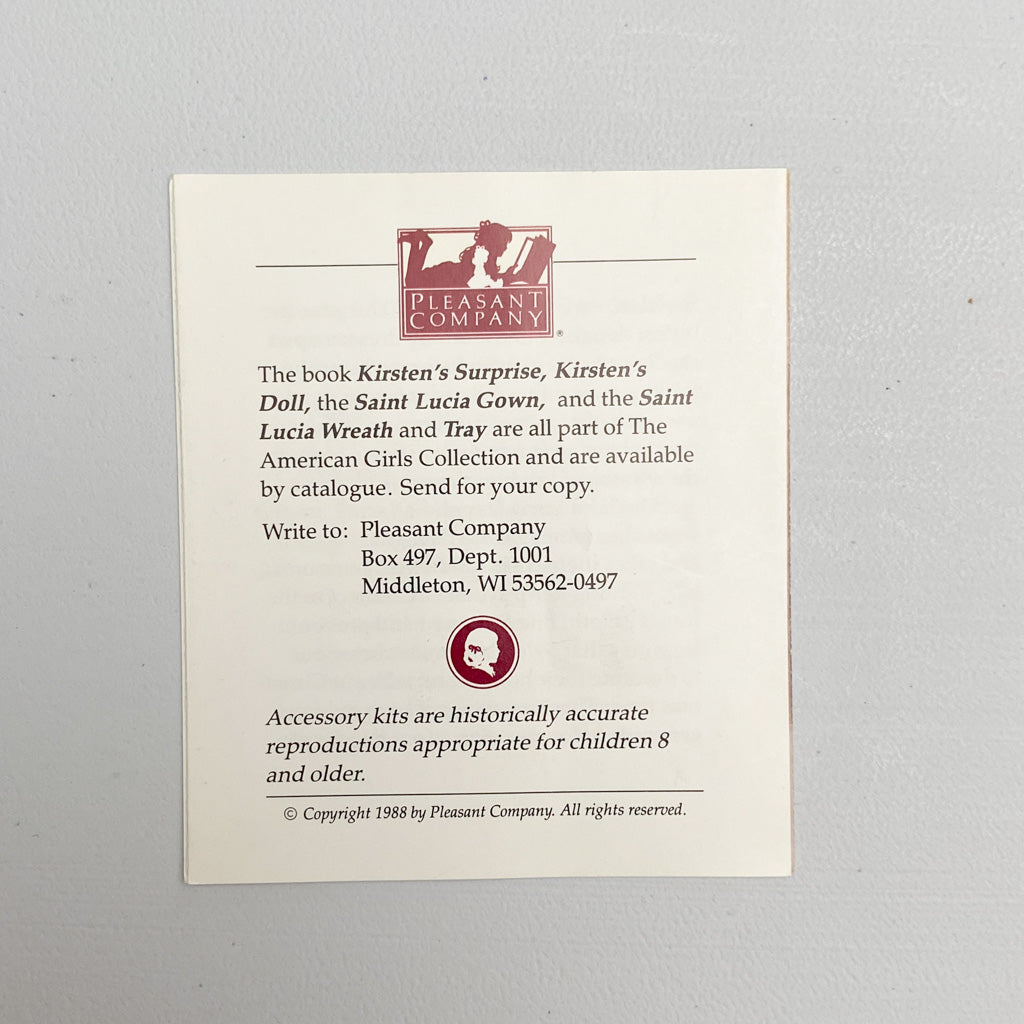 PLEASANT
COMPANY®
The book Kirsten's Surprise, Kirsten's
Doll, the Saint Lucia Gown, and the Saint
Lucia Wreath and Tray are all part of The
American Girls Collection and are available
by catalogue. Send for your copy.
Write to: Pleasant Company
Box 497, Dept. 1001
Middleton, WI 53562-0497
Accessory kits are historically accurate
reproductions appropriate for children 8
and older.
© Copyright 1988 by Pleasant Company. All rights reserved.